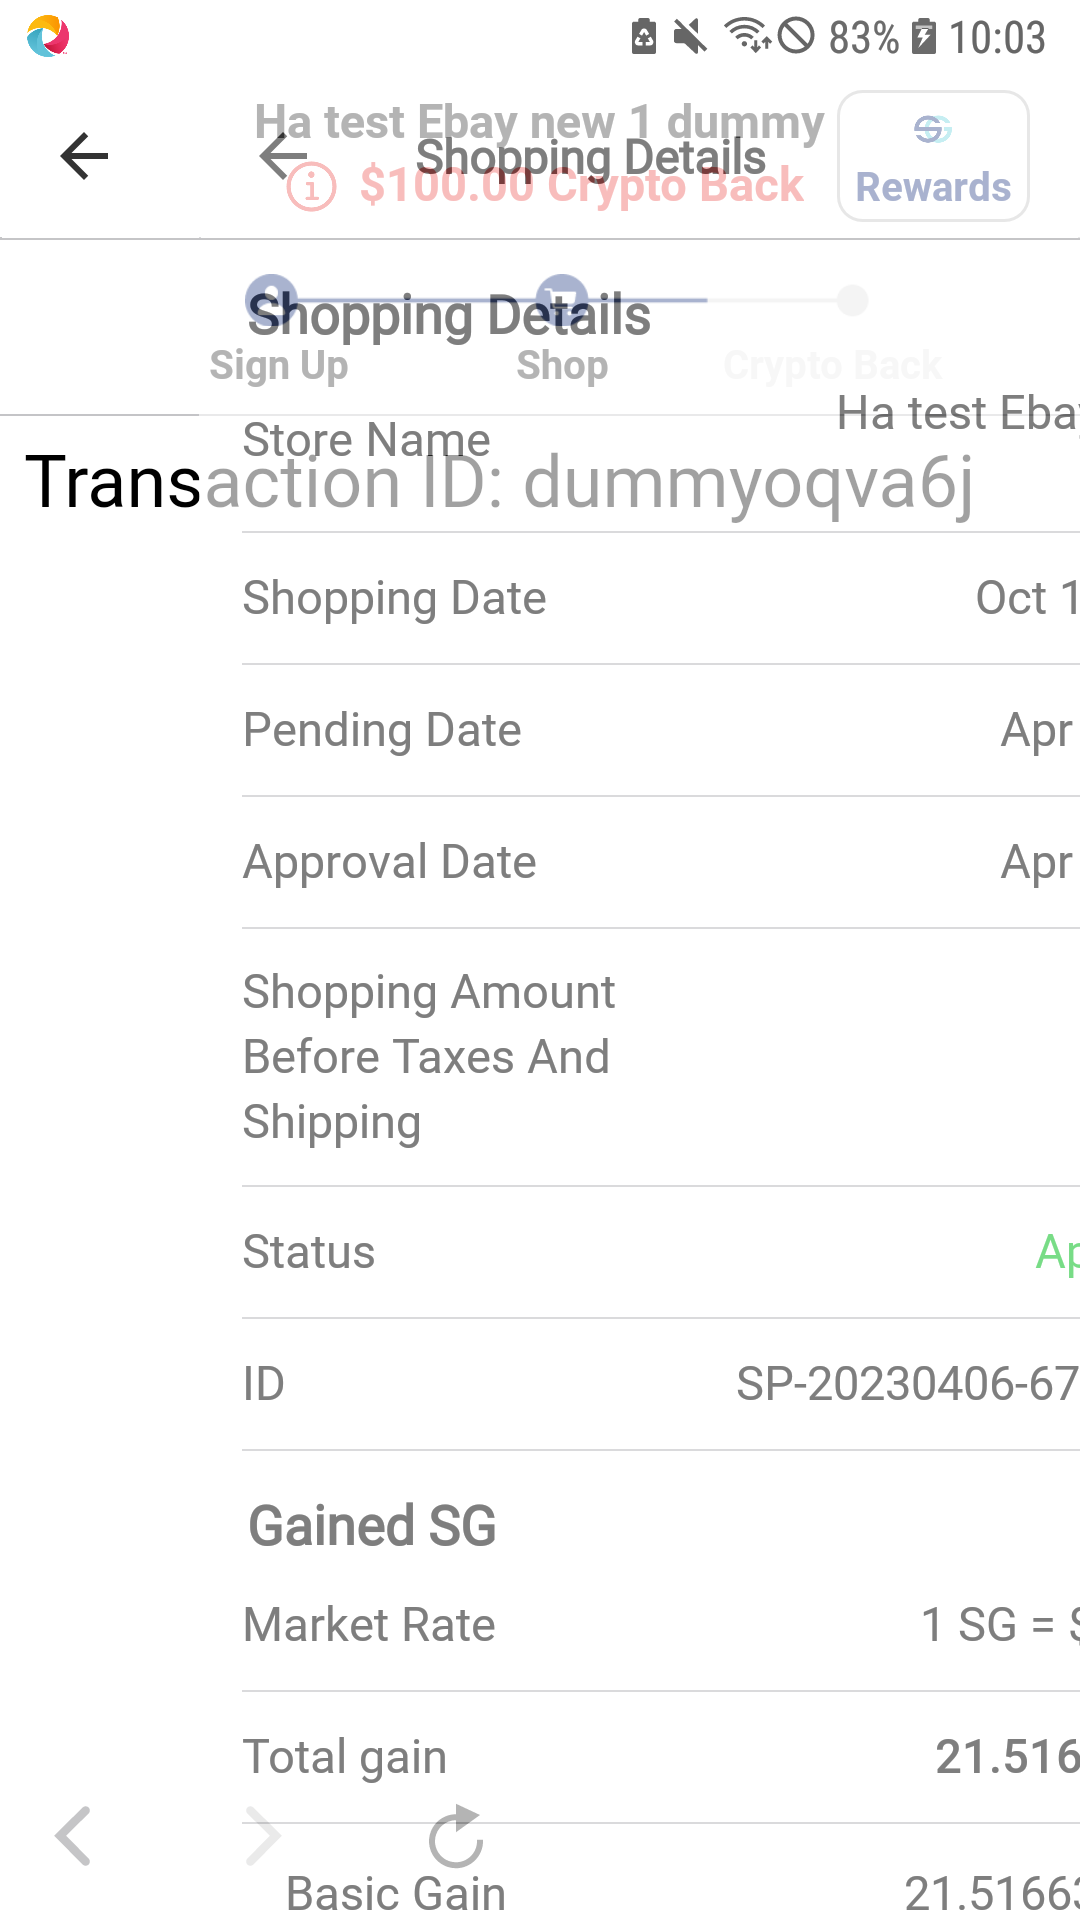 83% 10:03
Ha test Ebay new 1 dummy
Shopping Details
$100.00 Crypto Back
Rewards
Shopping Details
Sign Up Shop Crypto Back
Store Name Ha test Ebay
Transaction ID: dummyoqva6j
Shopping Date Oct 1
Pending Date Apr
Approval Date Apr
Shopping Amount
Before Taxes And
Shipping
Status Ap
ID SP-20230406-67
Gained SG
Market Rate 1 SG = $
Total gain 21.516
Basic Gain 21.51663